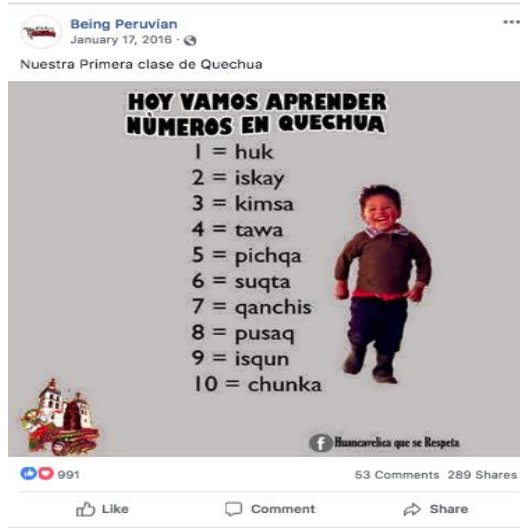 Being Peruvian
January 17, 2016 ·
Nuestra Primera clase de Quechua
HOY VAMOS APRENDER
NÙMEROS EN QUECHUA
1 = huk
2 = iskay
3 = kimsa
4 = tawa
5 = pichqa
6 = suqta
7 = qanchis
8 = pusaq
9 = isqun
10 = chunka
f Huancavelica que se Respeta
991
53 Comments 289 Shares
Like Comment Share